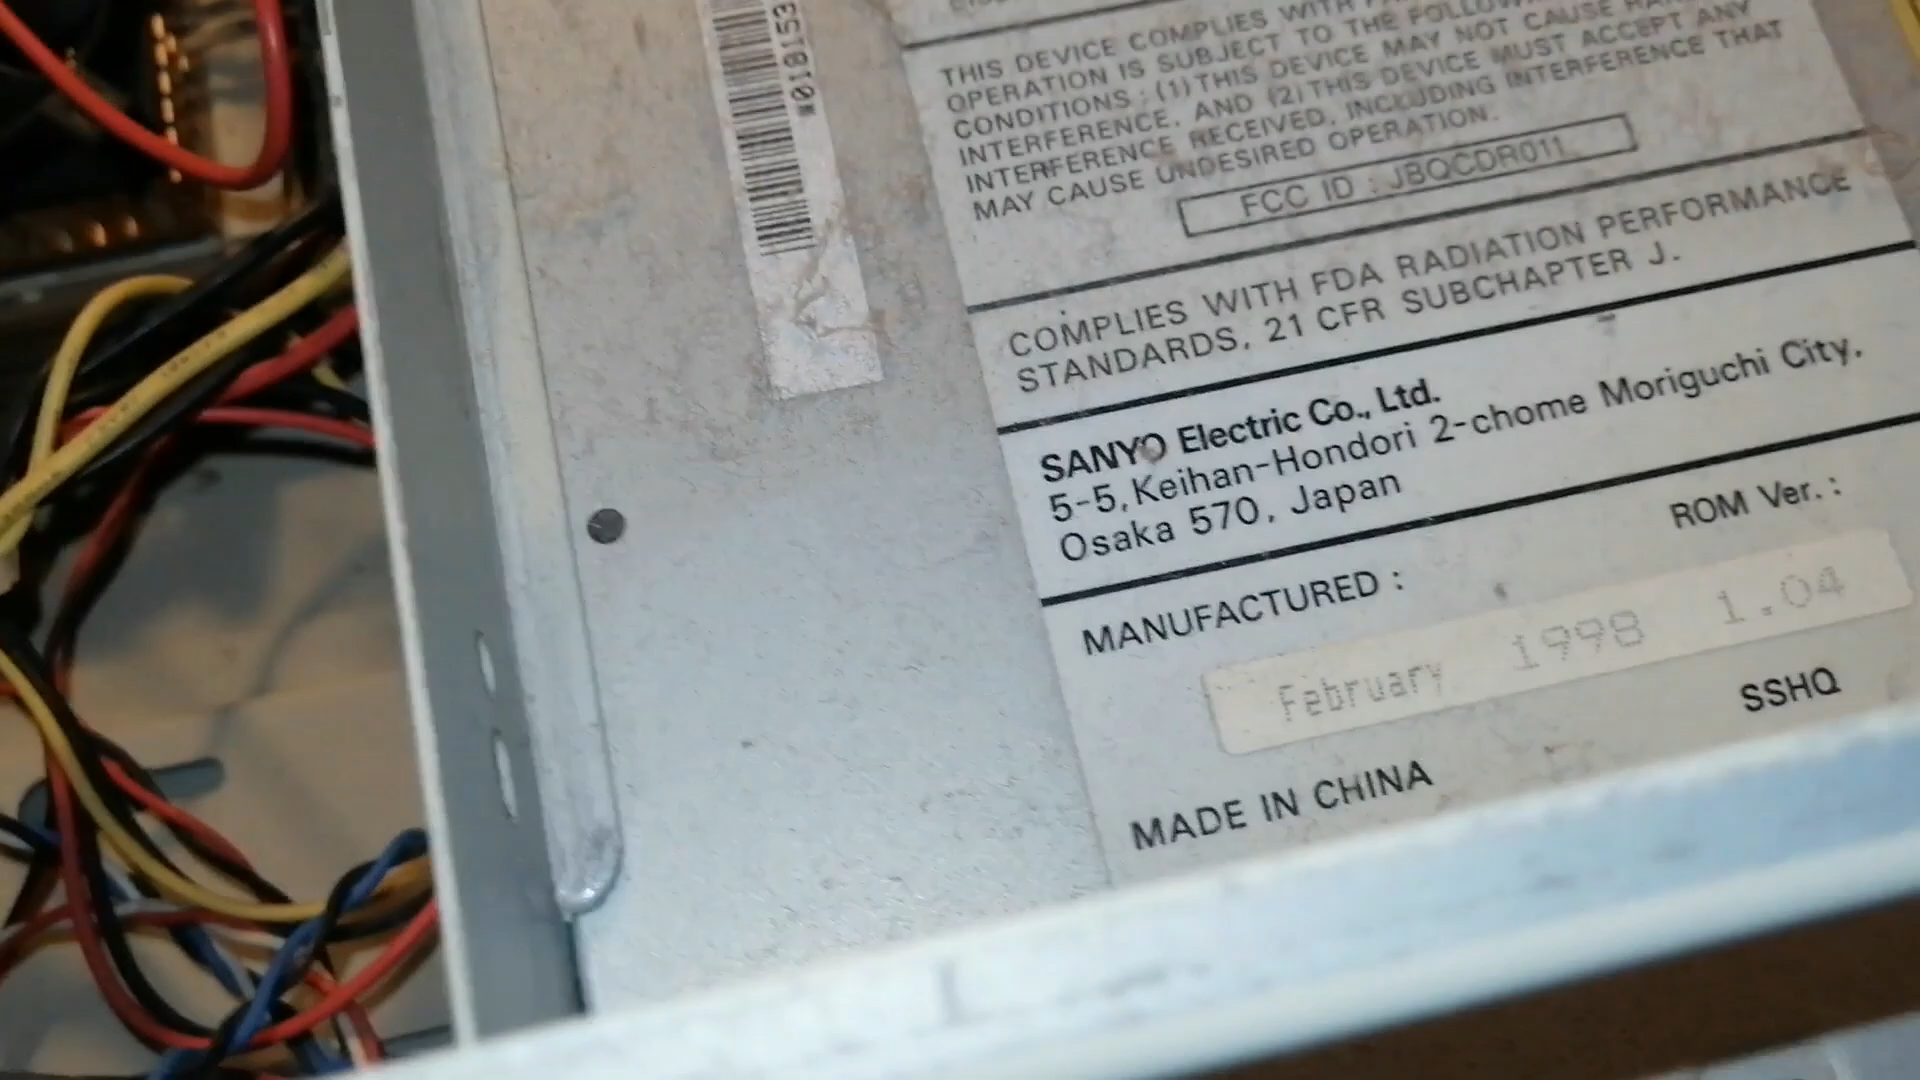 5318180*
THIS DEVICE COMPLIES WITH
OPERATION IS SUBJECT TO THE
CONDITIONS : (1) THIS DEVICE MAY NOT CAUSE
INTERFERENCE, AND (2) THIS DEVICE MUST ACCEPT ANY
INTERFERENCE RECEIVED, INCLUDING INTERFERENCE THAT
MAY CAUSE UNDESIRED OPERATION.
FCC ID : JBQCDR011
COMPLIES WITH FDA RADIATION PERFORMANCE
STANDARDS, 21 CFR SUBCHAPTER J.
SANYO Electric Co., Ltd.
5-5, Keihan-Hondori 2-chome Moriguchi City,
Osaka 570, Japan
MANUFACTURED : ROM Ver. :
February 1998 1.04
SSHQ
MADE IN CHINA